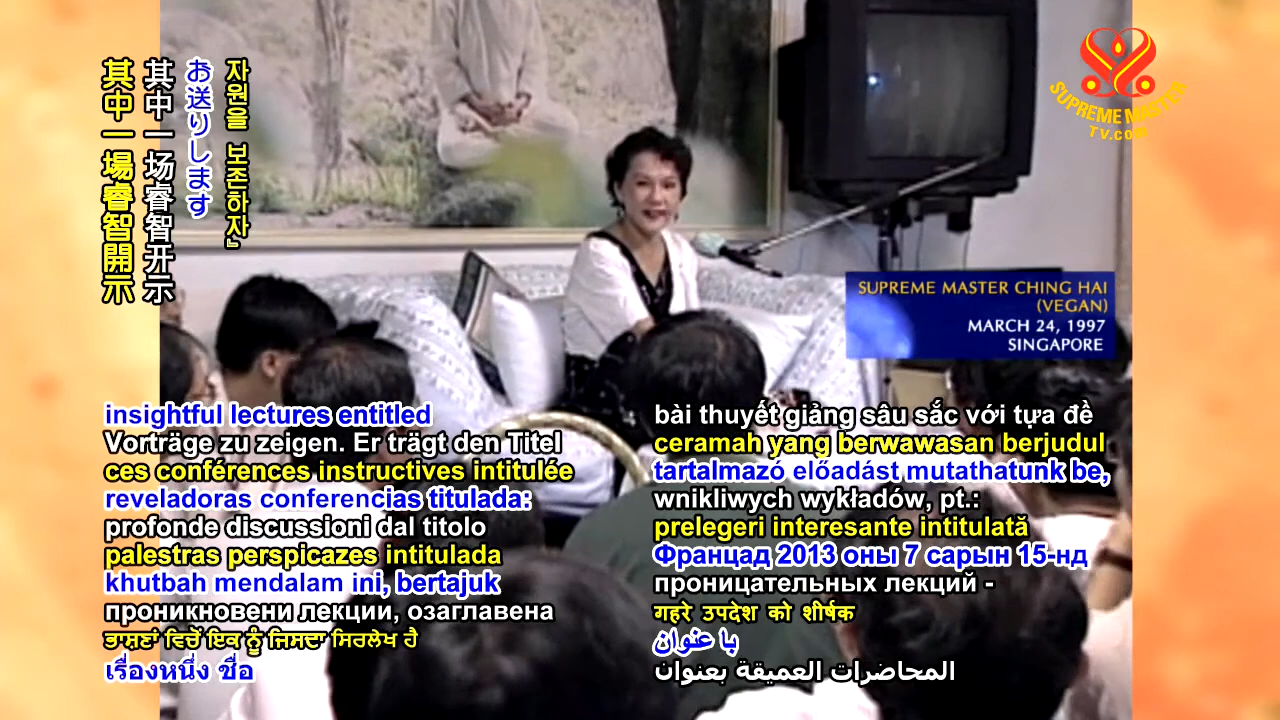 其中一場睿智開示
其中一场睿智开示
お送りします
자원을 보존하자』
SUPREME MASTER
TV.COM
SUPREME MASTER CHING HAI
(VEGAN)
MARCH 24, 1997
SINGAPORE
insightful lectures entitled
Vorträge zu zeigen. Er trägt den Titel
ces conférences instructives intitulée
reveladoras conferencias titulada:
profonde discussioni dal titolo
palestras perspicazes intitulada
khutbah mendalam ini, bertajuk
проникновени лекции, озаглавена
ਭਾਸ਼ਣਾਂ ਵਿਚੋਂ ਇਕ ਨੂੰ ਜਿਸਦਾ ਸਿਰਲੇਖ ਹੈ
เรื่องหนึ่ง ชื่อ
bài thuyết giảng sâu sắc với tựa đề
ceramah yang berwawasan berjudul
tartalmazó előadást mutathatunk be,
wnikliwych wykładów, pt.:
prelegeri interesante intitulată
Францад 2013 оны 7 сарын 15-нд
проницательных лекций -
गहरे उपदेश को शीर्षक
با عنوان
المحاضرات العميقة بعنوان